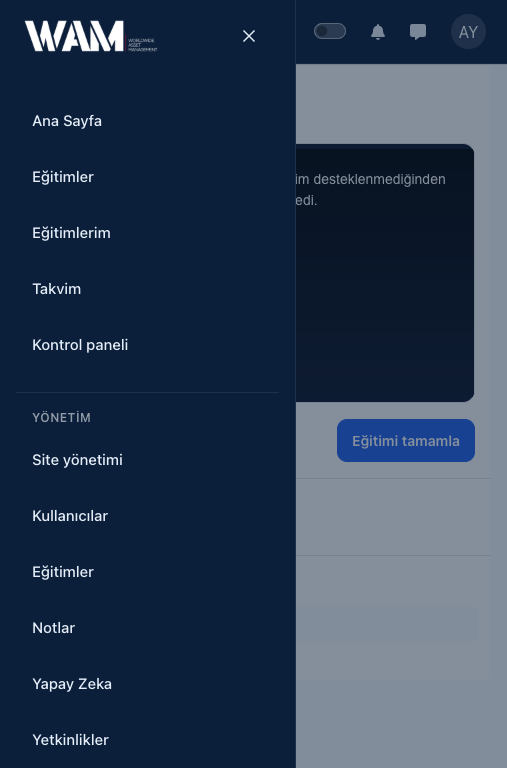 WAM WORLDWIDE
ASSET
MANAGEMENT
AY
Ana Sayfa
Eğitimler
Eğitimlerim
Takvim
Kontrol paneli
YÖNETİM
Site yönetimi
Kullanıcılar
Eğitimler
Notlar
Yapay Zeka
Yetkinlikler
im desteklenmediğinden
edi.
Eğitimi tamamla